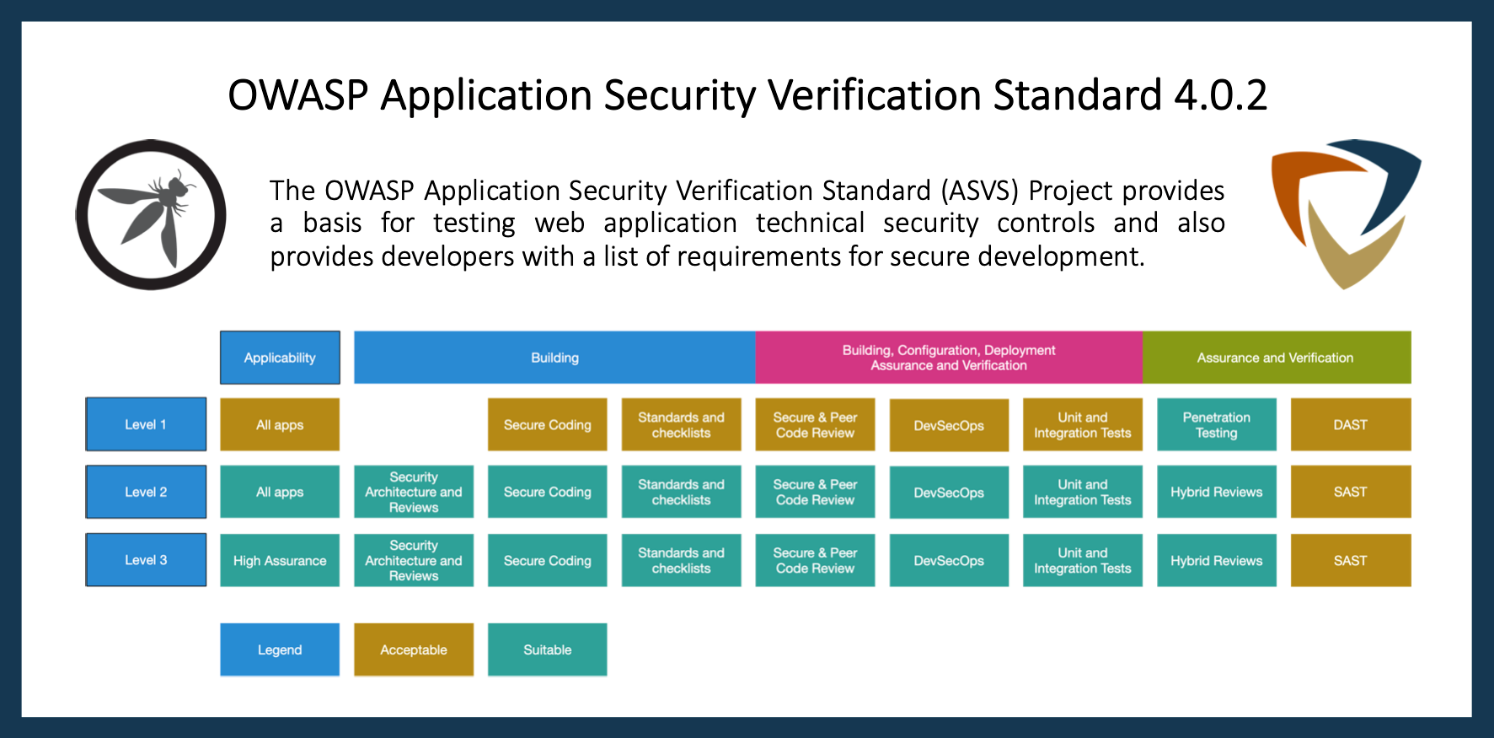 OWASP Application Security Verification Standard 4.0.2
The OWASP Application Security Verification Standard (ASVS) Project provides
a basis for testing web application technical security controls and also
provides developers with a list of requirements for secure development.
Applicability
Building
Building, Configuration, Deployment
Assurance and Verification
Assurance and Verification
Level 1
All apps
Secure Coding
Standards and
checklists
Secure & Peer
Code Review
DevSecOps
Unit and
Integration Tests
Penetration
Testing
DAST
Level 2
All apps
Security
Architecture and
Reviews
Secure Coding
Standards and
checklists
Secure & Peer
Code Review
DevSecOps
Unit and
Integration Tests
Hybrid Reviews
SAST
Level 3
High Assurance
Security
Architecture and
Reviews
Secure Coding
Standards and
checklists
Secure & Peer
Code Review
DevSecOps
Unit and
Integration Tests
Hybrid Reviews
SAST
Legend
Acceptable
Suitable